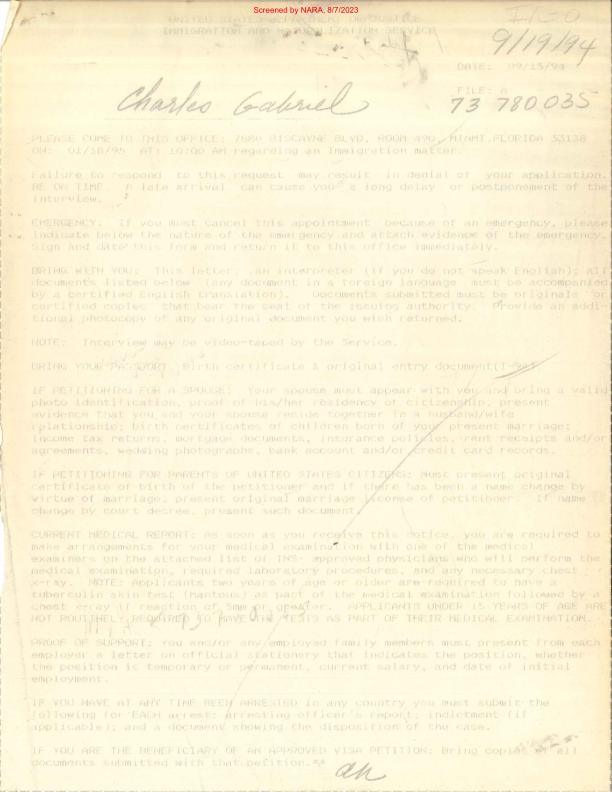 Screened by NARA, 8/7/2023
UNITED STATES DEPARTMENT OF JUSTICE
IMMIGRATION AND NATURALIZATION SERVICE
9/19/94
DATE: 09/15/94
FILE: A
Charles Gabriel 73 780035
PLEASE COME TO THIS OFFICE: 7880 BISCAYNE BLVD, ROOM 490, MIAMI,FLORIDA 33138
ON: 01/18/95 AT: 10:00 AM regarding an Immigration matter.
Failure to respond to this request may result in denial of your application.
BE ON TIME. A late arrival can cause you a long delay or postponement of the
interview.
EMERGENCY: If you must cancel this appointment because of an emergency, please
indicate below the nature of the emergency and attach evidence of the emergency,
Sign and date this form and return it to this office immediately.
BRING WITH YOU: This letter; an interpreter (if you do not speak English); all
documents listed below (any document in a foreign language must be accompanied
by a certified English translation). Documents submitted must be originals or
certified copies that bear the seal of the issuing authority. Provide an addi-
tional photocopy of any original document you wish returned.
NOTE: Interview may be video-taped by the Service.
BRING YOUR PASSPORT, Birth certificate & original entry document(I-94)
IF PETITIONING FOR A SPOUSE: Your spouse must appear with you and bring a valid
photo identification, proof of his/her residency of citizenship, present
evidence that you and your spouse reside together in a husband/wife
relationship; birth certificates of children born of your present marriage;
income tax returns, mortgage documents, insurance policies, rent receipts and/or
agreements, wedding photographs, bank account and/or credit card records.
IF PETITIONING FOR PARENTS OF UNITED STATES CITIZENS: Must present original
certificate of birth of the petitioner and if there has been a name change by
virtue of marriage, present original marriage license of petitioner. If name
change by court decree, present such document.
CURRENT MEDICAL REPORT: As soon as you receive this notice, you are required to
make arrangements for your medical examination with one of the medical
examiners on the attached list of INS- approved physicians who will perform the
medical examination, required laboratory procedures, and any necessary chest
x-ray. NOTE: Applicants two years of age or older are required to have a
tuberculin skin test (Mantoux) as part of the medical examination followed by a
chest x-ray if reaction of 5mm or greater. APPLICANTS UNDER 15 YEARS OF AGE ARE
NOT ROUTINELY REQUIRED TO HAVE TESTS AS PART OF THEIR MEDICAL EXAMINATION.
PROOF OF SUPPORT: You and/or any employed family members must present from each
employer a letter on official stationery that indicates the position, whether
the position is temporary or permanent, current salary, and date of initial
employment.
IF YOU HAVE AT ANY TIME BEEN ARRESTED in any country you must submit the
following for EACH arrest: arresting officer's report; indictment (if
applicable); and a document showing the disposition of the case.
IF YOU ARE THE BENEFICIARY OF AN APPROVED VISA PETITION: Bring copies of all
documents submitted with that petition.**